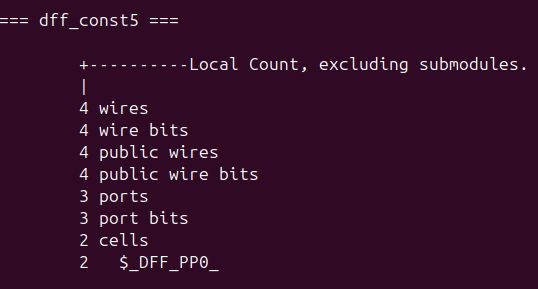 === dff_const5 ===
+----------Local Count, excluding submodules.
|
4 wires
4 wire bits
4 public wires
4 public wire bits
3 ports
3 port bits
2 cells
2   $_DFF_PP0_